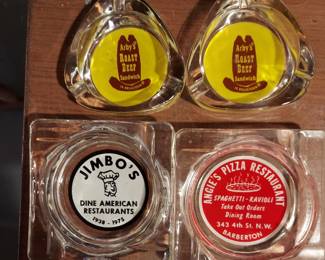 Arby's
ROAST
BEEF
Sandwich
Arby's
ROAST
BEEF
Sandwich
JIMBO'S
DINE AMERICAN
RESTAURANTS
1938 - 1975
ANGIE'S PIZZA RESTAURANT
SPAGHETTI - RAVIOLI
Take Out Orders
Dining Room
343 4th St. N.W.
BARBERTON